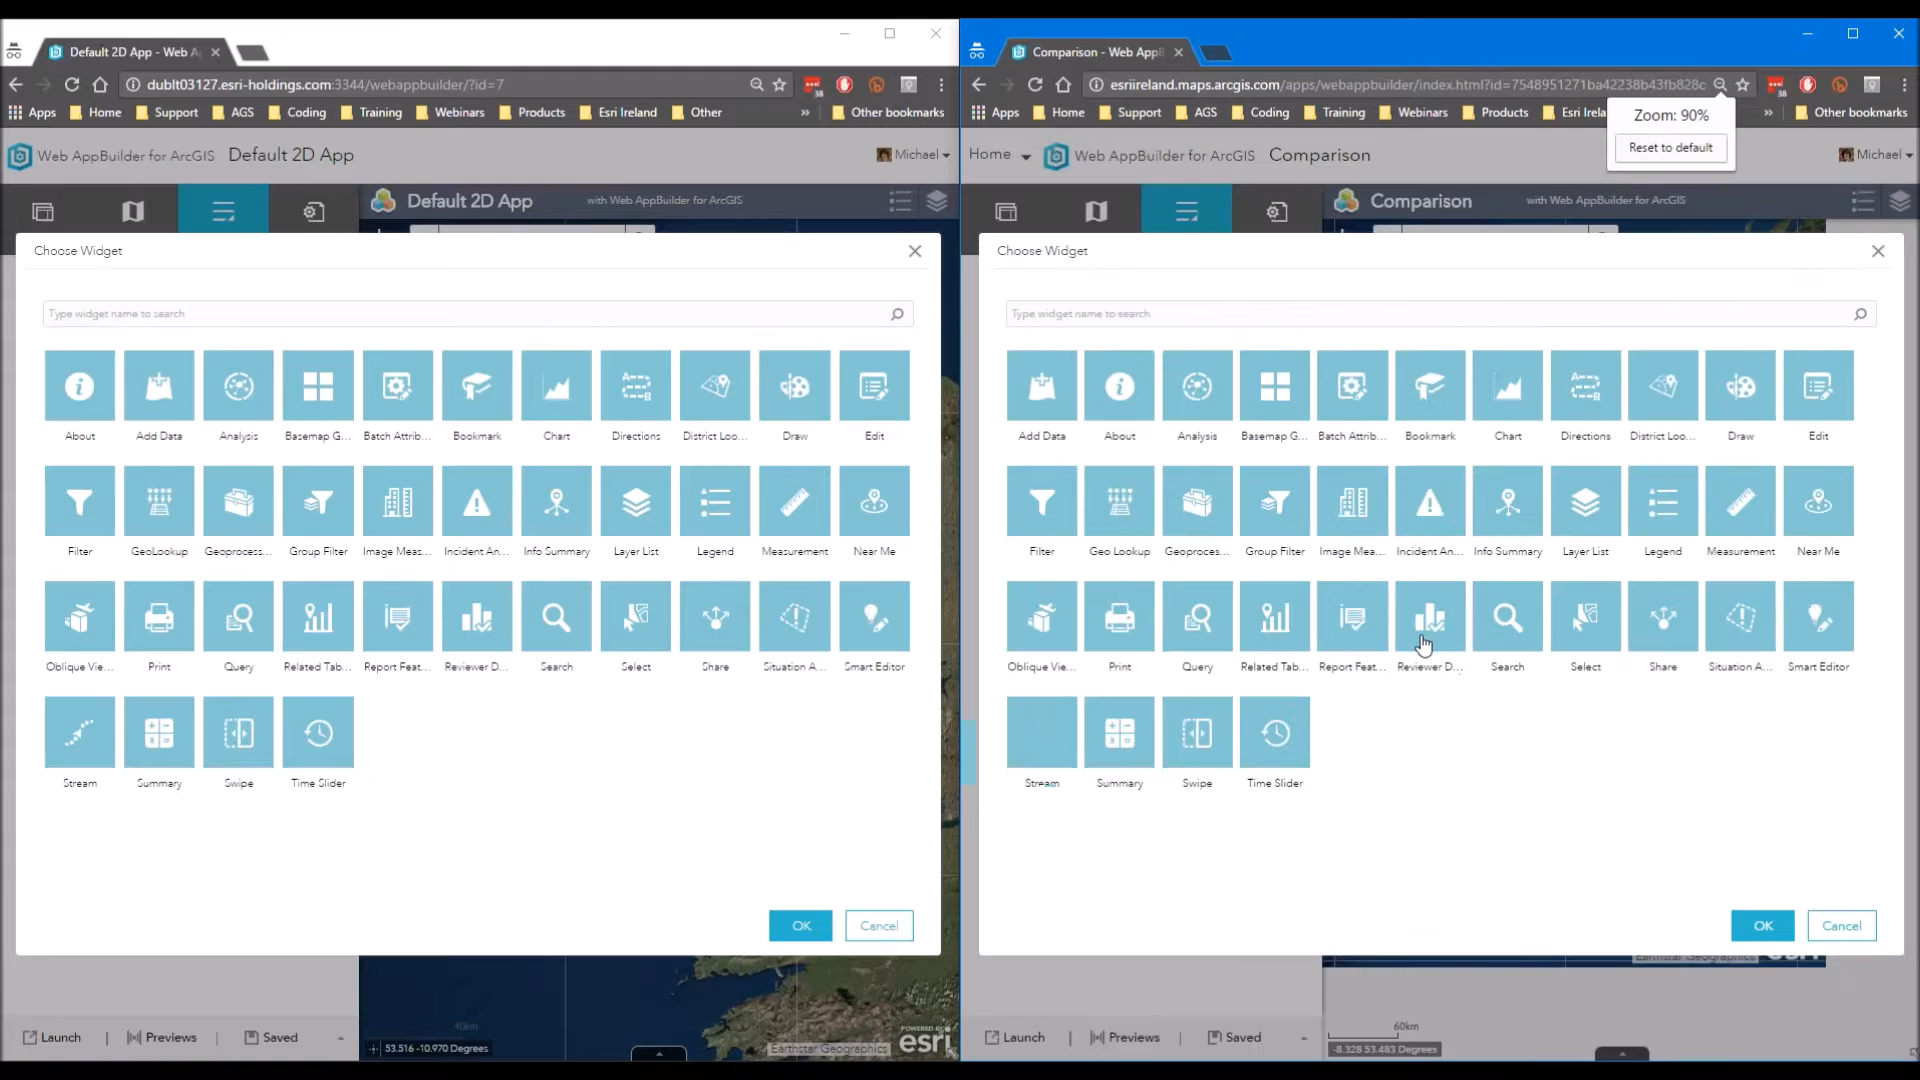 Default 2D App - Web A
dublt03127.esri-holdings.com:3344/webappbuilder/?id=7
Apps Home Support AGS Coding Training Webinars Products Esri Ireland Other » Other bookmarks
Web AppBuilder for ArcGIS Default 2D App Michael
Default 2D App with Web AppBuilder for ArcGIS
Choose Widget
Type widget name to search
About Add Data Analysis Basemap G... Batch Attrib... Bookmark Chart Directions District Loo... Draw Edit
Filter GeoLookup Geoprocess... Group Filter Image Meas... Incident An... Info Summary Layer List Legend Measurement Near Me
Oblique Vie... Print Query Related Tab... Report Feat... Reviewer D... Search Select Share Situation A... Smart Editor
Stream Summary Swipe Time Slider
OK Cancel
Launch | Previews | Saved
40km
53.516 -10.970 Degrees
Earthstar Geographics
POWERED BY
esri
Comparison - Web AppB
esriireland.maps.arcgis.com/apps/webappbuilder/index.html?id=7548951271ba42238b43fb828c
Apps Home Support AGS Coding Training Webinars Products Esri Irela » Other bookmarks
Zoom: 90%
Reset to default
Home Web AppBuilder for ArcGIS Comparison Michael
Comparison with Web AppBuilder for ArcGIS
Choose Widget
Type widget name to search
Add Data About Analysis Basemap G... Batch Attrib... Bookmark Chart Directions District Loo... Draw Edit
Filter Geo Lookup Geoproces... Group Filter Image Mea... Incident An... Info Summary Layer List Legend Measurement Near Me
Oblique Vie... Print Query Related Tab... Report Feat... Reviewer D... Search Select Share Situation A... Smart Editor
Stream Summary Swipe Time Slider
OK Cancel
Earthstar Geographics esri
Launch | Previews | Saved
60km
-8.328 53.483 Degrees